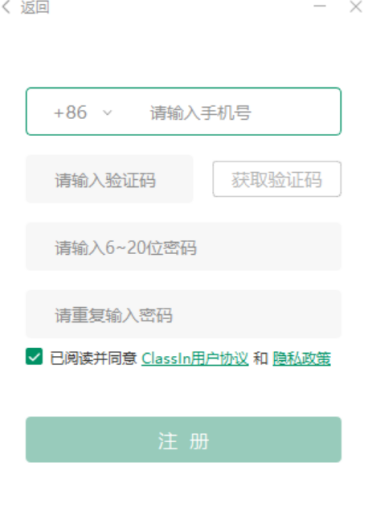 返回
+86 请输入手机号
请输入验证码 获取验证码
请输入6~20位密码
请重复输入密码
已阅读并同意 ClassIn用户协议 和 隐私政策
注 册